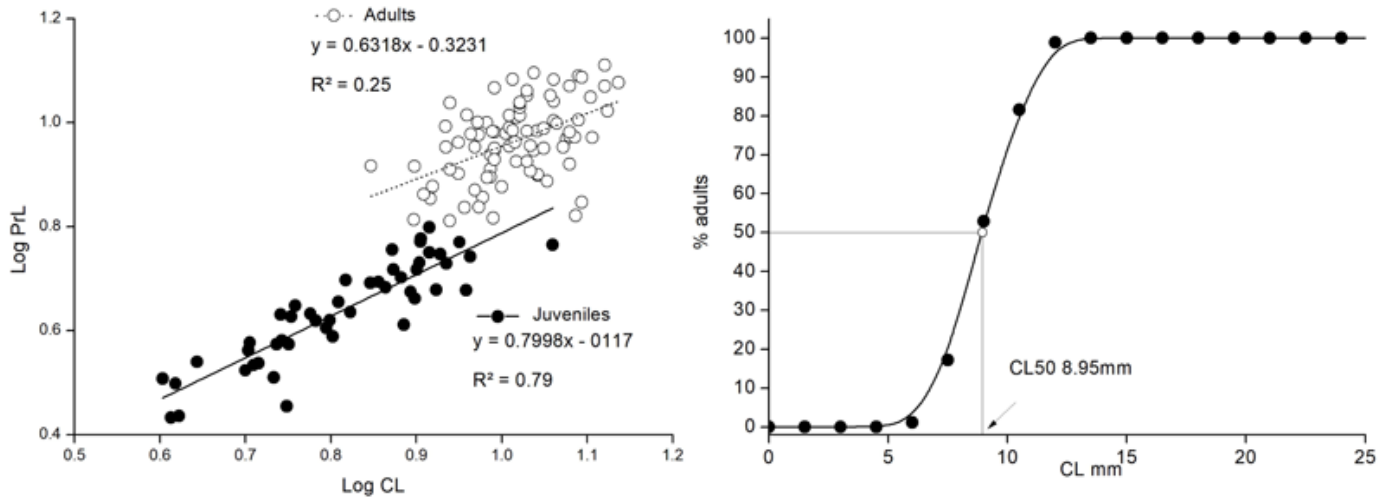 1.2
1.0
0.8
0.6
0.4
Log PrL
0.5
0.6
0.7
0.8
0.9
1.0
1.1
1.2
Log CL
Adults
y = 0.6318x - 0.3231
R² = 0.25
Juveniles
y = 0.7998x - 0117
R² = 0.79
100
90
80
70
60
50
40
30
20
10
0
% adults
CL50 8.95mm
0
5
10
15
20
25
CL mm